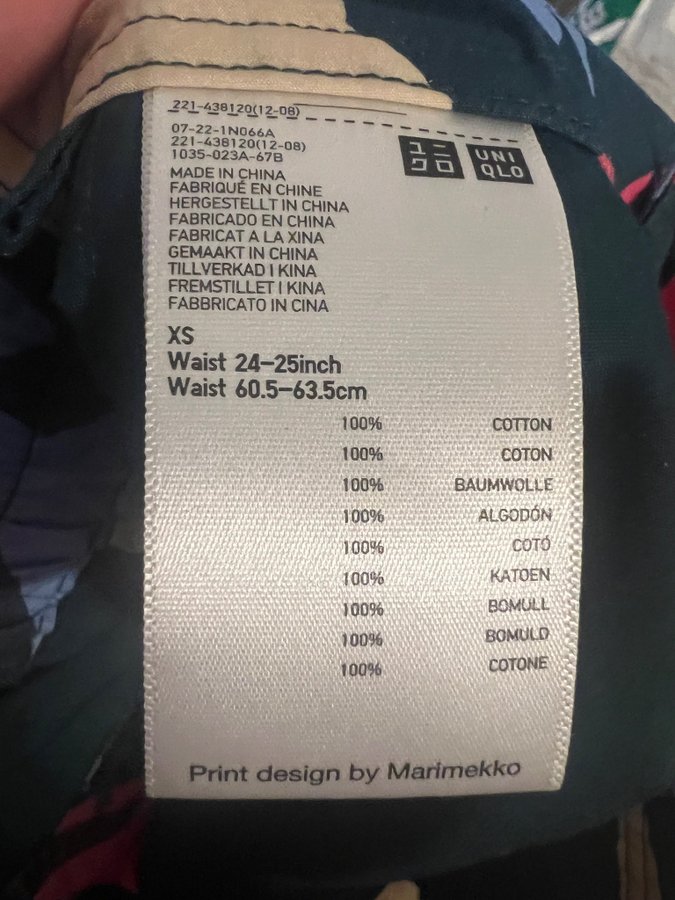 221-438120(12-08)
07-22-1N066A
221-438120(12-08)
1035-023A-67B
ユニ
クロ
UNI
QLO
MADE IN CHINA
FABRIQUÉ EN CHINE
HERGESTELLT IN CHINA
FABRICADO EN CHINA
FABRICAT A LA XINA
GEMAAKT IN CHINA
TILLVERKAD I KINA
FREMSTILLET I KINA
FABBRICATO IN CINA
XS
Waist 24-25inch
Waist 60.5-63.5cm
100% COTTON
100% COTON
100% BAUMWOLLE
100% ALGODÓN
100% COTÓ
100% KATOEN
100% BOMULL
100% BOMULD
100% COTONE
Print design by Marimekko